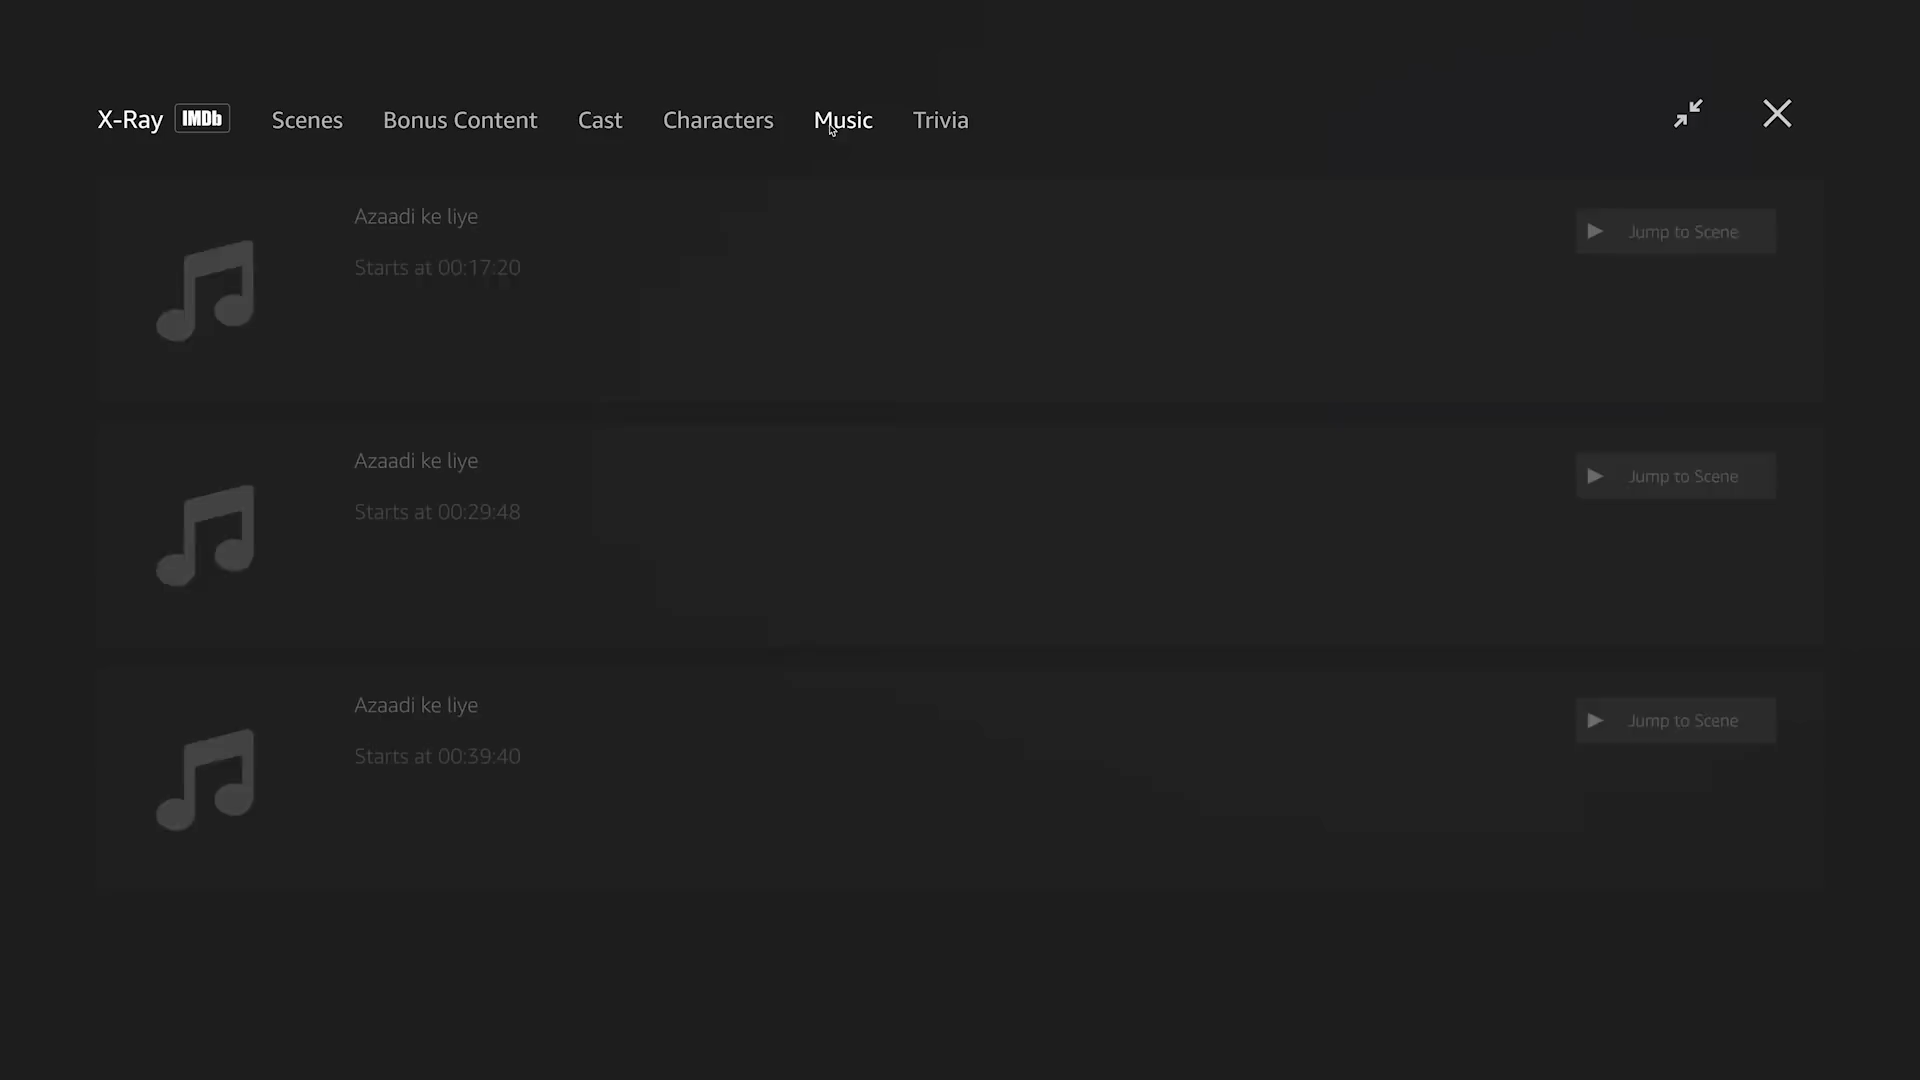 X-Ray IMDb Scenes Bonus Content Cast Characters Music Trivia
Azaadi ke liye
Jump to Scene
Starts at 00:17:20
Azaadi ke liye
Jump to Scene
Starts at 00:29:48
Azaadi ke liye
Jump to Scene
Starts at 00:39:40